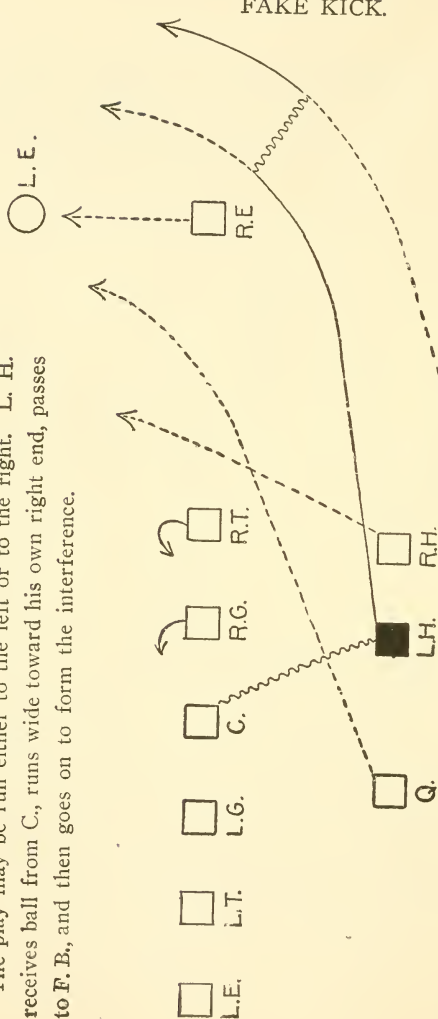 FAKE KICK.
The play may be run either to the left or to the right. L. H.
receives ball from C., runs wide toward his own right end, passes
to F. B., and then goes on to form the interference.
L.E.
R.E
R.T.
R.G.
C.
L.G.
L.T.
L.E.
R.H.
L.H.
Q.